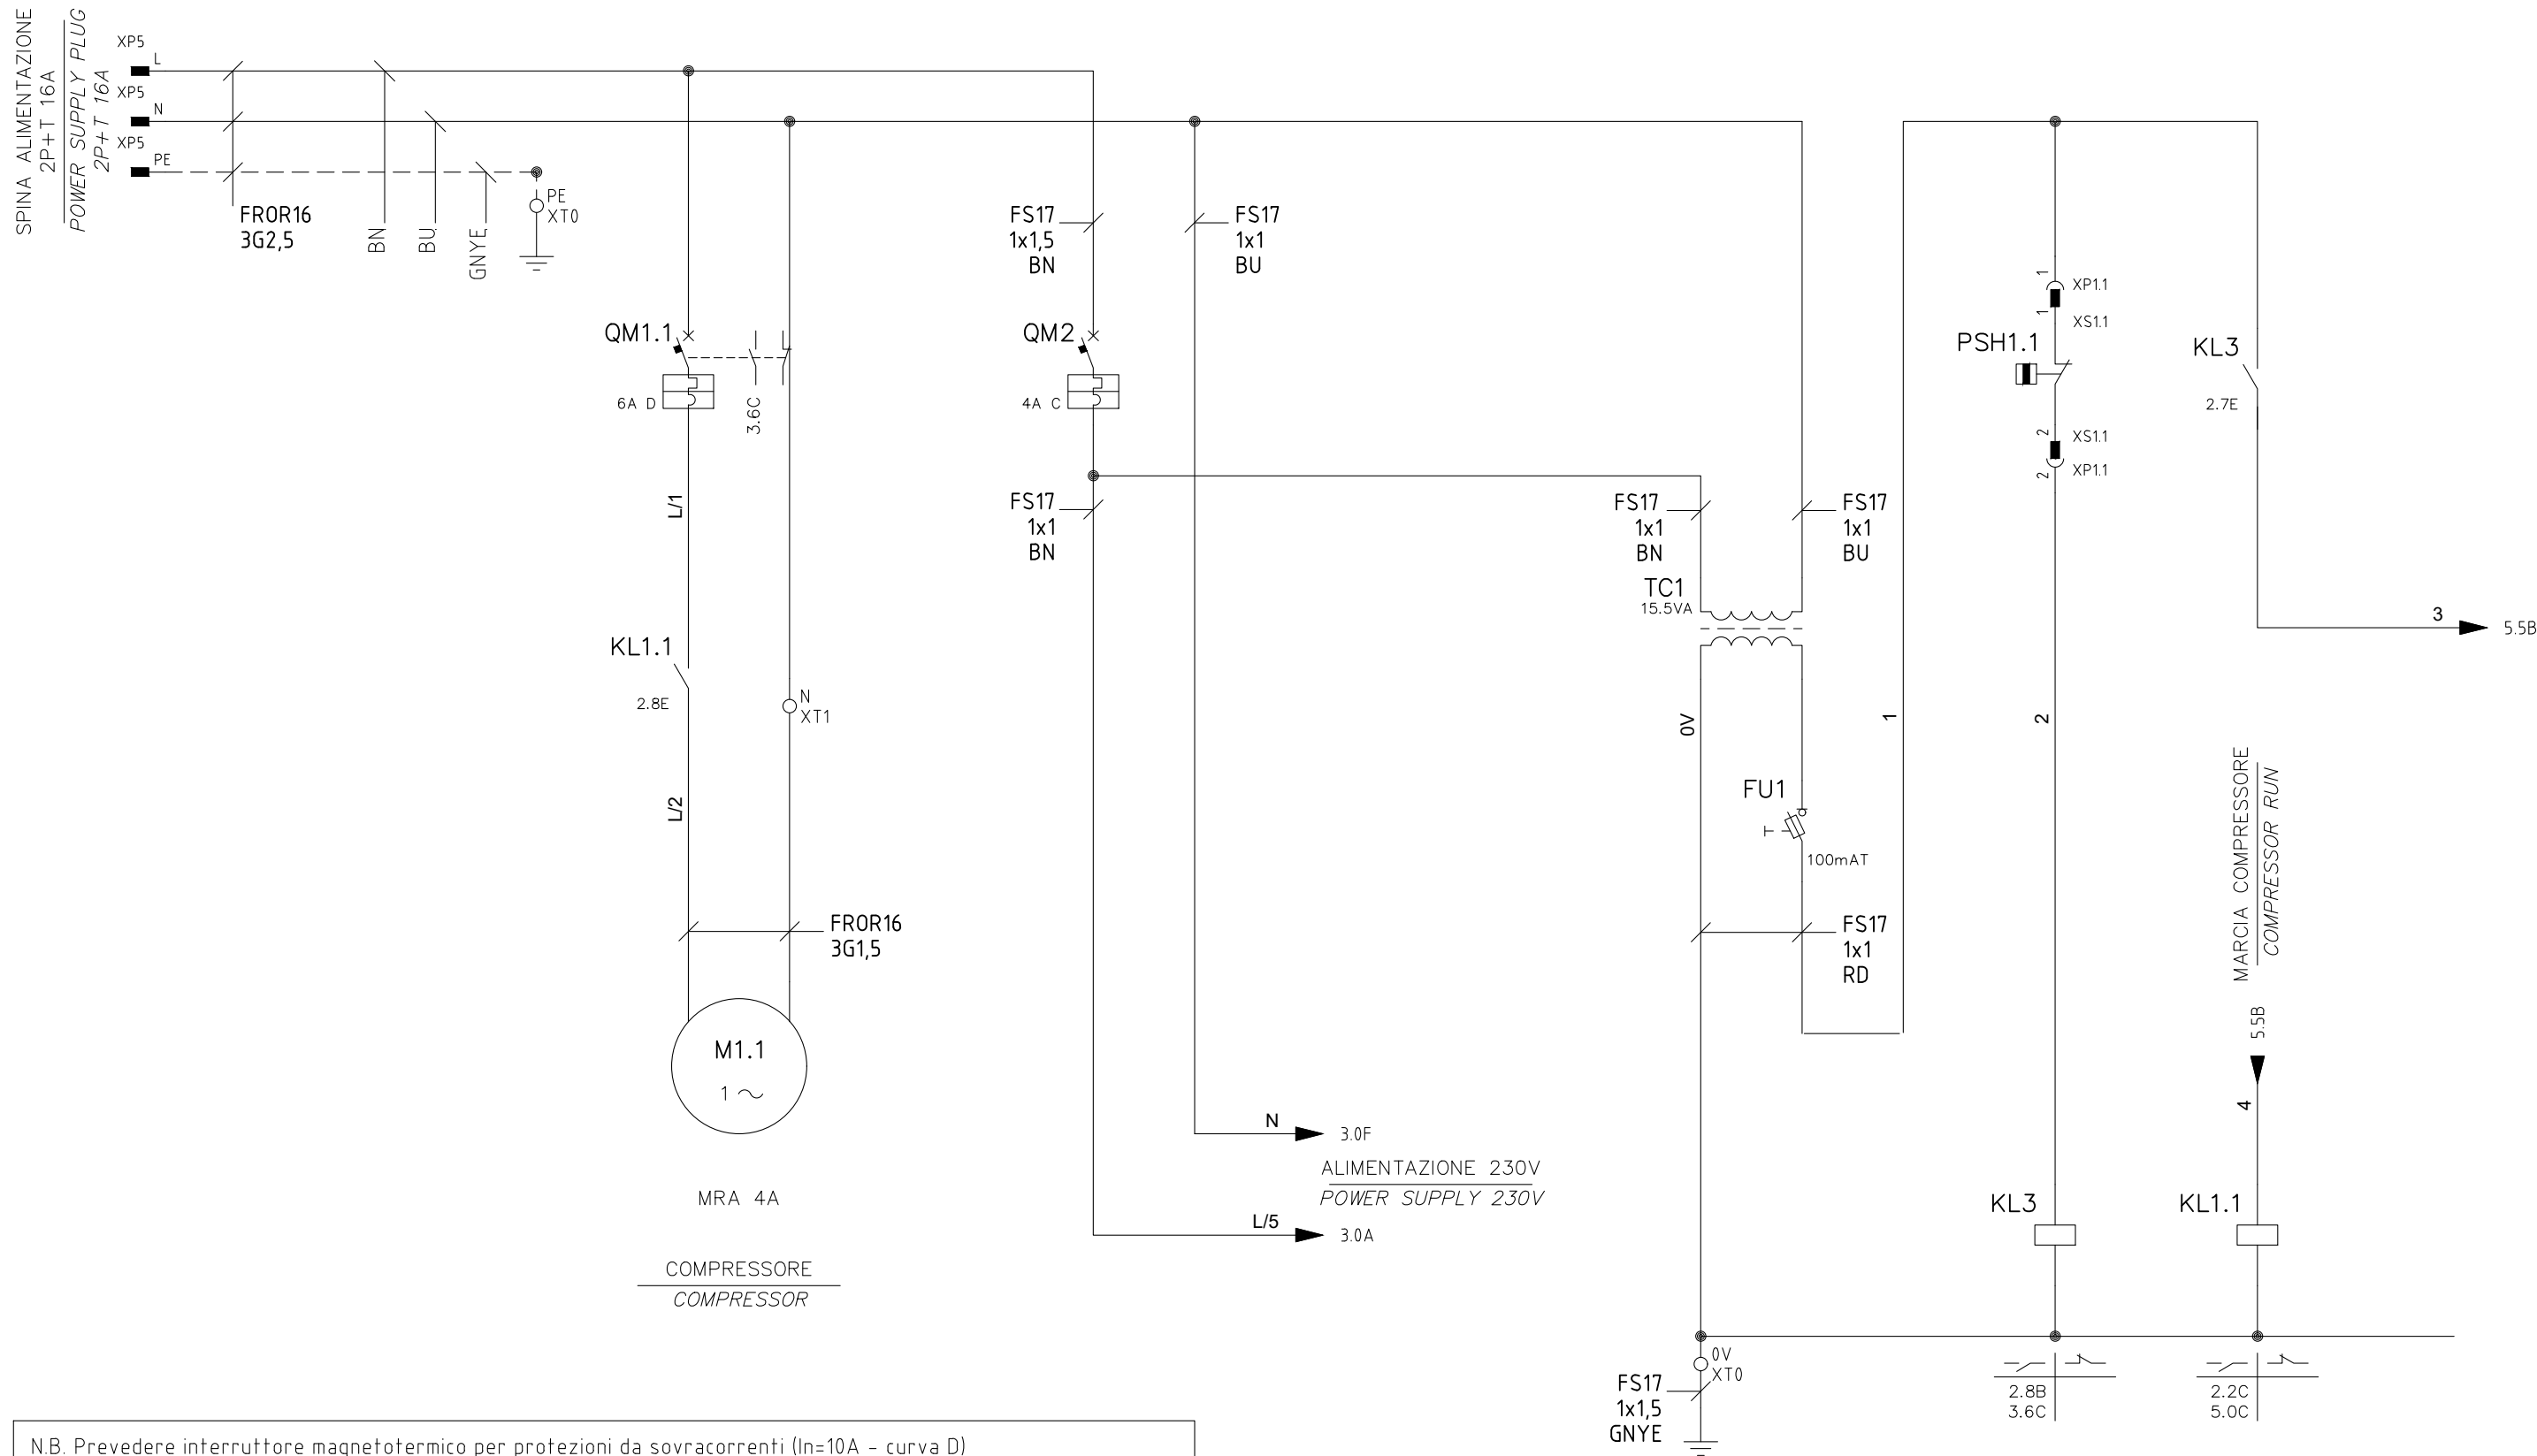 SPINA ALIMENTAZIONE
2P+T 16A
POWER SUPPLY PLUG
2P+T 16A
XP5
L
XP5
N
XP5
PE
FROR16
3G2,5
BN
BU
GNYE
PE
XT0
QM1.1
6A D
3.6C
L/1
KL1.1
2.8E
N
XT1
L/2
FROR16
3G1,5
M1.1
1
MRA 4A
COMPRESSORE
COMPRESSOR
FS17
1x1,5
BN
FS17
1x1
BU
QM2
4A C
FS17
1x1
BN
N
3.0F
ALIMENTAZIONE 230V
POWER SUPPLY 230V
L/5
3.0A
FS17
1x1
BN
FS17
1x1
BU
TC1
15.5VA
0V
FU1
100mAT
FS17
1x1
RD
1
0V
XT0
FS17
1x1,5
GNYE
1
XP1.1
1
XS1.1
PSH1.1
2
XS1.1
2
XP1.1
2
KL3
2.8B
3.6C
KL3
2.7E
3
5.5B
MARCIA COMPRESSORE
COMPRESSOR RUN
5.5B
4
KL1.1
2.2C
5.0C
N.B. Prevedere interruttore magnetotermico per protezioni da sovracorrenti (In=10A - curva D)